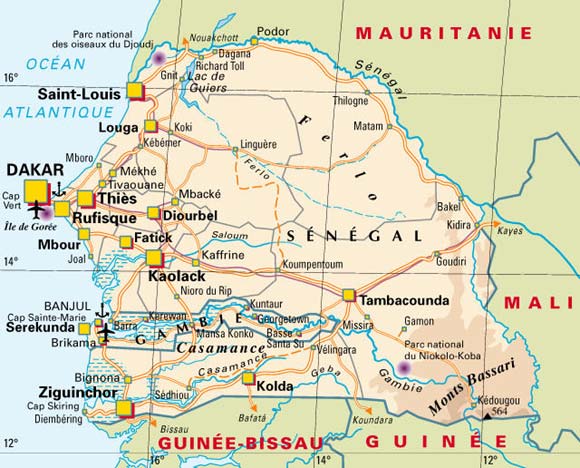 Parc national
des oiseaux du Djoudj
Nouakchott
Podor
MAURITANIE
Dagana
Richard Toll
OCÉAN
Gnit
Lac de
Guiers
Sénégal
16°
Saint-Louis
Thilogne
ATLANTIQUE
Louga
Koki
Matam
Kébémer
Linguère
Ferlo
Mboro
Ferlo
DAKAR
Mékhé
Tivaouane
Cap
Vert
Thiès
Mbacké
Bakel
Île de Gorée
Rufisque
Diourbel
Kidira
Kayes
Mbour
Fatick
Saloum
SÉNÉGAL
Joal
Kaffrine
Goudiri
14°
Kaolack
Koumpentoum
Nioro du Rip
Tambacounda
MALI
BANJUL
Kuntaur
Cap Sainte-Marie
Kerewan
Georgetown
Serekunda
Barra
GAMBIE
Mansa Konko
Basse
Santa Su
Missira
Gamon
Brikama
Casamance
Vélingara
Parc national
du Niokolo-Koba
Bignona
Casamance
Geba
Gambie
Monts Bassari
Ziguinchor
Sédhiou
Kolda
Kédougou
Cap Skiring
564
Diembéring
Bissau
Bafatá
Koundara
12°
GUINÉE-BISSAU
GUINÉE
16°
14°
12°